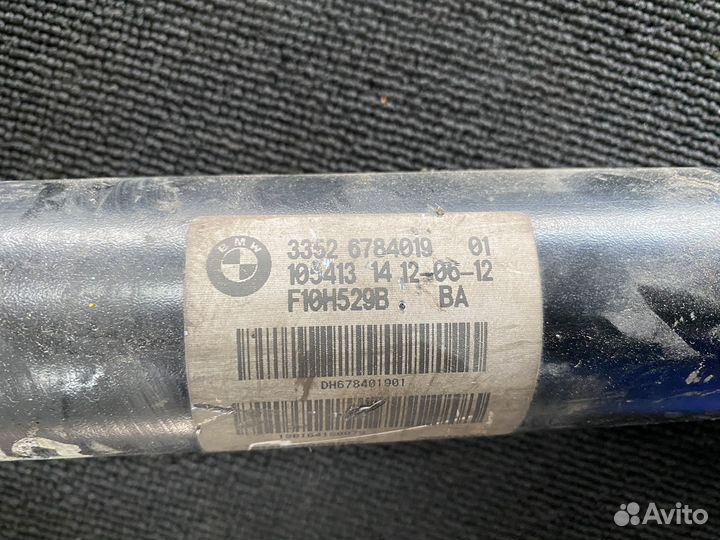 BMW
3352 6784019 01
105413 14 12-06-12
F10H529B BA
DH678401901
Avito